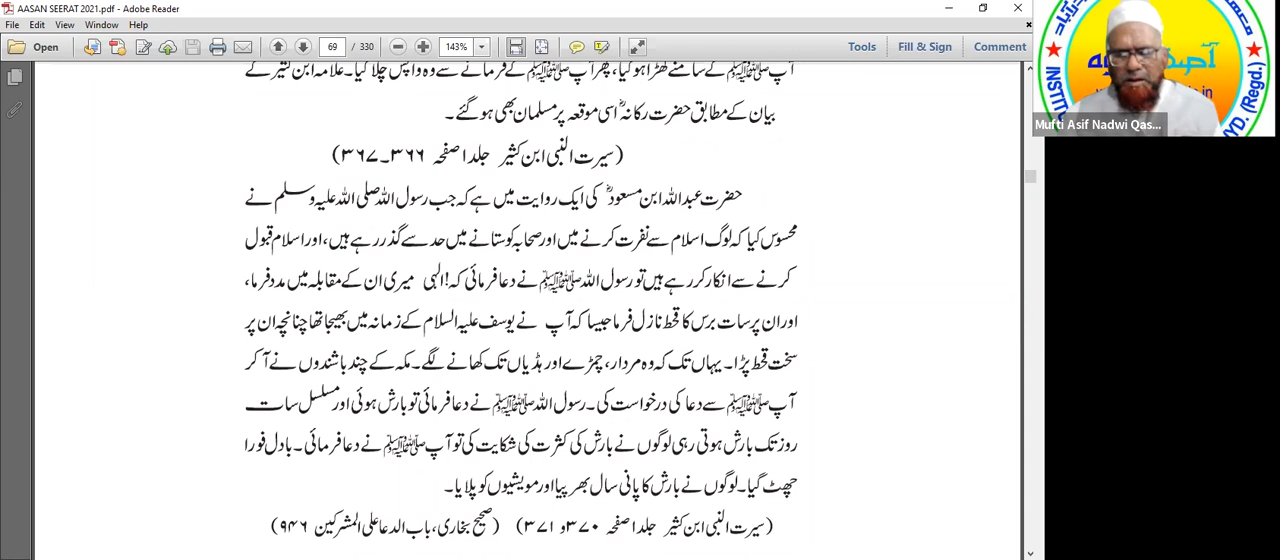 AASAN SEERAT 2021.pdf - Adobe Reader
File Edit View Window Help
Open 69 / 330 143% Tools Fill & Sign Comment
آپ ﷺ کے سامنے کھڑا ہو گیا، پھر آپ ﷺ کے فرمانے سے وہ واپس چلا گیا۔ علامہ ابن کثیر کے
بیان کے مطابق حضرت رکانہؓ اسی موقعہ پر مسلمان بھی ہو گئے۔
(سیرت النبی ابن کثیر جلد ۱ صفحہ ۳۶۶۔۳۶۷)
حضرت عبداللہ ابن مسعودؓ کی ایک روایت میں ہے کہ جب رسول اللہ صلی اللہ علیہ وسلم نے
محسوس کیا کہ لوگ اسلام سے نفرت کرنے میں اور صحابہ کو ستانے میں حد سے گذر رہے ہیں، اور اسلام قبول
کرنے سے انکار کر رہے ہیں تو رسول اللہ ﷺ نے دعا فرمائی کہ! الہی میری ان کے مقابلہ میں مدد فرما،
اور ان پر سات برس کا قحط نازل فرما جیسا کہ آپ نے یوسف علیہ السلام کے زمانہ میں بھیجا تھا چنانچہ ان پر
سخت قحط پڑا۔ یہاں تک کہ وہ مردار، چمڑے اور ہڈیاں تک کھانے لگے۔ مکہ کے چند باشندوں نے آ کر
آپ ﷺ سے دعا کی درخواست کی۔ رسول اللہ ﷺ نے دعا فرمائی تو بارش ہوئی اور مسلسل سات
روز تک بارش ہوتی رہی لوگوں نے بارش کی کثرت کی شکایت کی تو آپ ﷺ نے دعا فرمائی۔ بادل فورا
چھٹ گیا۔ لوگوں نے بارش کا پانی سال بھر پیا اور مویشیوں کو پلایا۔
(سیرت النبی ابن کثیر جلد ۱ صفحہ ۳۷۰ و ۳۷۱) (صحیح بخاری، باب الدعا علی المشرکین ۹۴۶)
INSTITU
YD. (Regd.)
Mufti Asif Nadwi Qas...